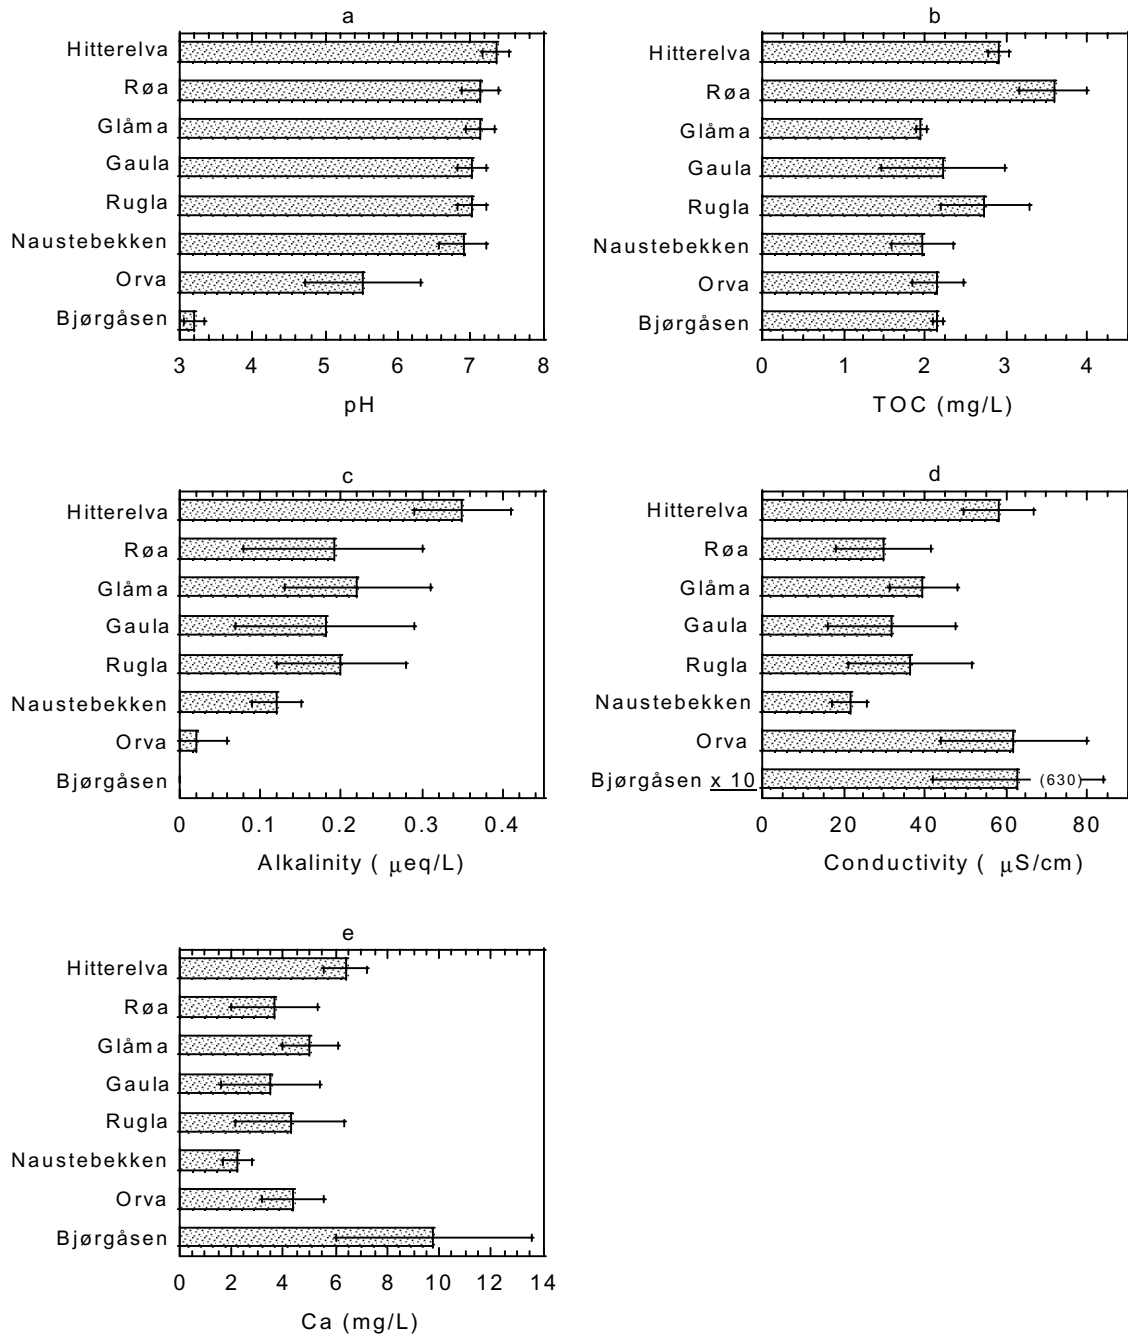 a
Hitterelva
Røa
Glåma
Gaula
Rugla
Naustebekken
Orva
Bjørgåsen
3 4 5 6 7 8
pH
b
Hitterelva
Røa
Glåma
Gaula
Rugla
Naustebekken
Orva
Bjørgåsen
0 1 2 3 4
TOC (mg/L)
c
Hitterelva
Røa
Glåma
Gaula
Rugla
Naustebekken
Orva
Bjørgåsen
0 0.1 0.2 0.3 0.4
Alkalinity ( µeq/L)
d
Hitterelva
Røa
Glåma
Gaula
Rugla
Naustebekken
Orva
Bjørgåsen x 10 (630)
0 20 40 60 80
Conductivity ( µS/cm)
e
Hitterelva
Røa
Glåma
Gaula
Rugla
Naustebekken
Orva
Bjørgåsen
0 2 4 6 8 10 12 14
Ca (mg/L)